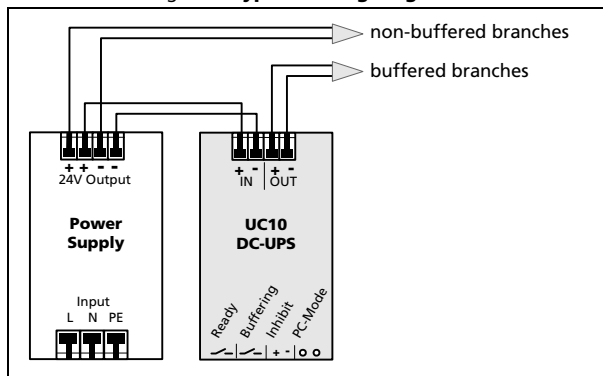 non-buffered branches
buffered branches
+ + - -
24V Output
+ - + -
IN OUT
Power
Supply
UC10
DC-UPS
Input
L N PE
Ready
Buffering
Inhibit
PC-Mode
+ -